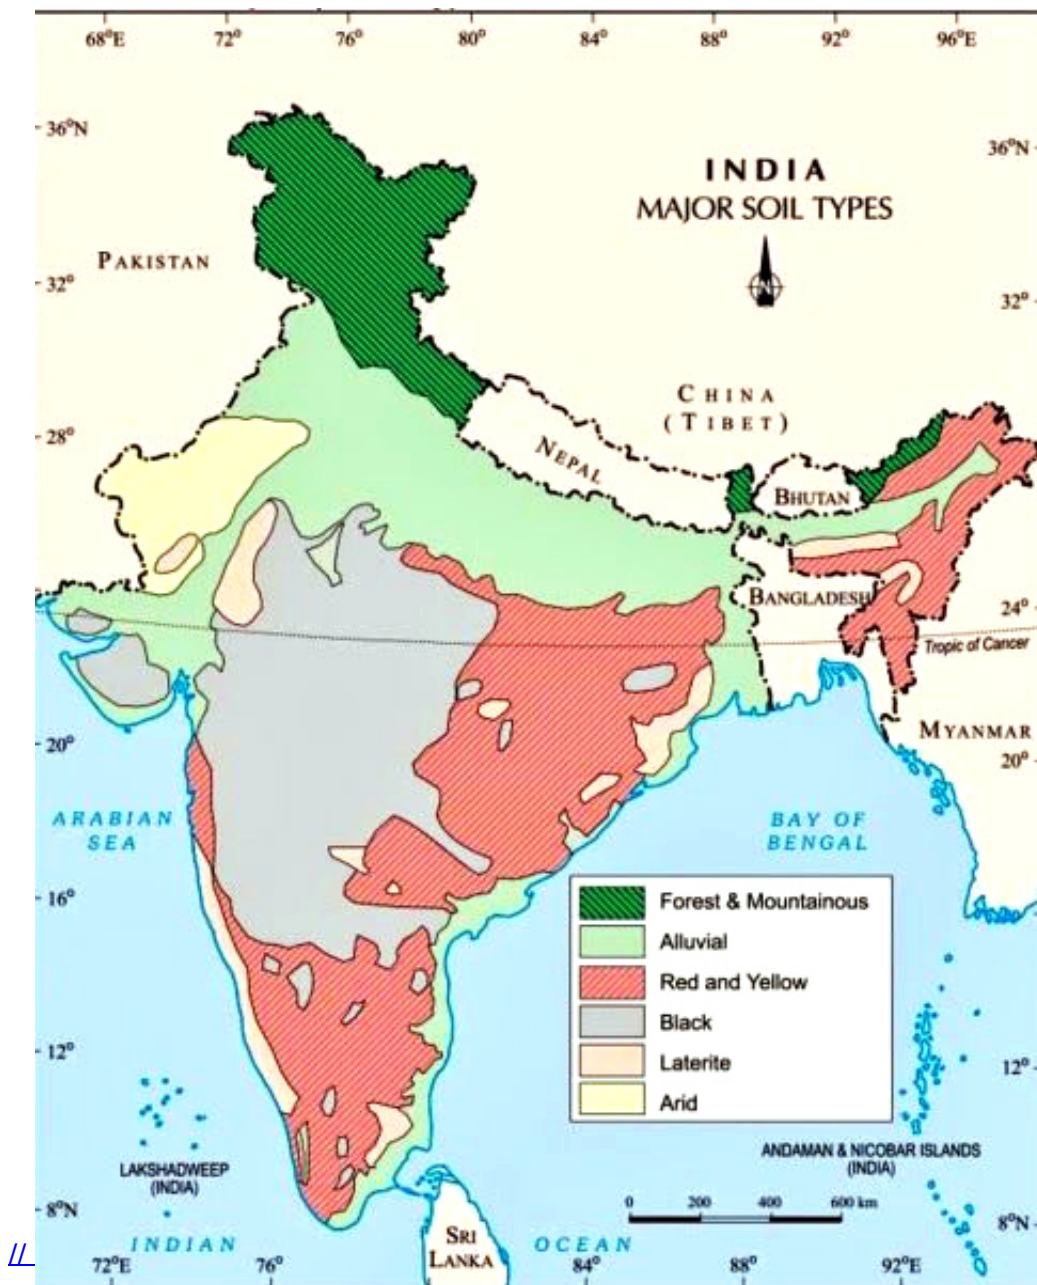 68°E 72° 76° 80° 84° 88° 92° 96°E
36°N
36°N
INDIA
MAJOR SOIL TYPES
PAKISTAN
N
32°
32°
CHINA
(TIBET)
28°
NEPAL
BHUTAN
BANGLADESH
24°
Tropic of Cancer
MYANMAR
20°
20°
ARABIAN
SEA
BAY OF
BENGAL
16°
Forest & Mountainous
Alluvial
Red and Yellow
Black
Laterite
Arid
12°
12°
LAKSHADWEEP
(INDIA)
ANDAMAN & NICOBAR ISLANDS
(INDIA)
0 200 400 600 km
8°N
8°N
SRI
LANKA
INDIAN OCEAN
//
72°E 76° 84° 88° 92°E